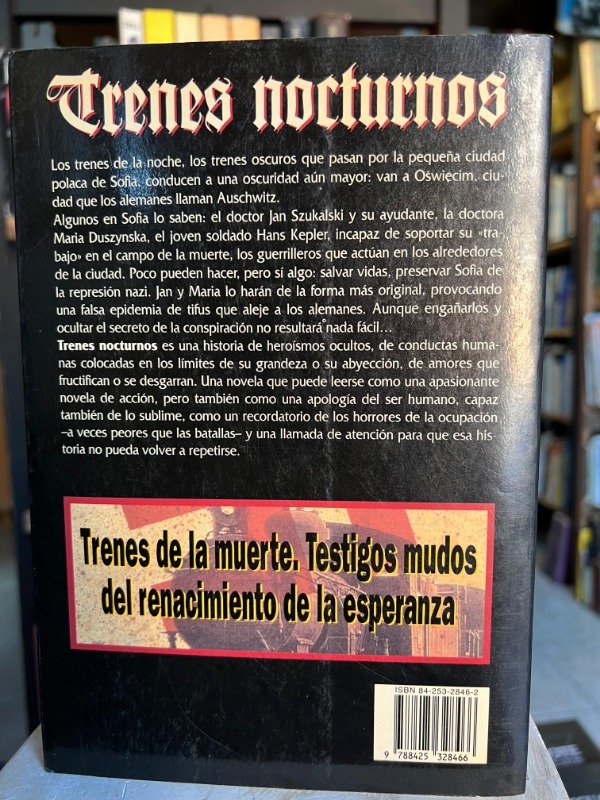 Trenes nocturnos
Los trenes de la noche, los trenes oscuros que pasan por la pequeña ciudad
polaca de Sofia, conducen a una oscuridad aún mayor: van a Oświęcim, ciu-
dad que los alemanes llaman Auschwitz.
Algunos en Sofia lo saben: el doctor Jan Szukalski y su ayudante, la doctora
Maria Duszynska, el joven soldado Hans Kepler, incapaz de soportar su «tra-
bajo» en el campo de la muerte, los guerrilleros que actúan en los alrededores
de la ciudad. Poco pueden hacer, pero sí algo: salvar vidas, preservar Sofia de
la represión nazi. Jan y Maria lo harán de la forma más original, provocando
una falsa epidemia de tifus que aleje a los alemanes. Aunque engañarlos y
ocultar el secreto de la conspiración no resultará nada fácil...
Trenes nocturnos es una historia de heroísmos ocultos, de conductas huma-
nas colocadas en los límites de su grandeza o su abyección, de amores que
fructifican o se desgarran. Una novela que puede leerse como una apasionante
novela de acción, pero también como una apología del ser humano, capaz
también de lo sublime, como un recordatorio de los horrores de la ocupación
–a veces peores que las batallas– y una llamada de atención para que esa his-
toria no pueda volver a repetirse.
Trenes de la muerte. Testigos mudos
del renacimiento de la esperanza
ISBN 84-253-2846-2
9 788425 328466